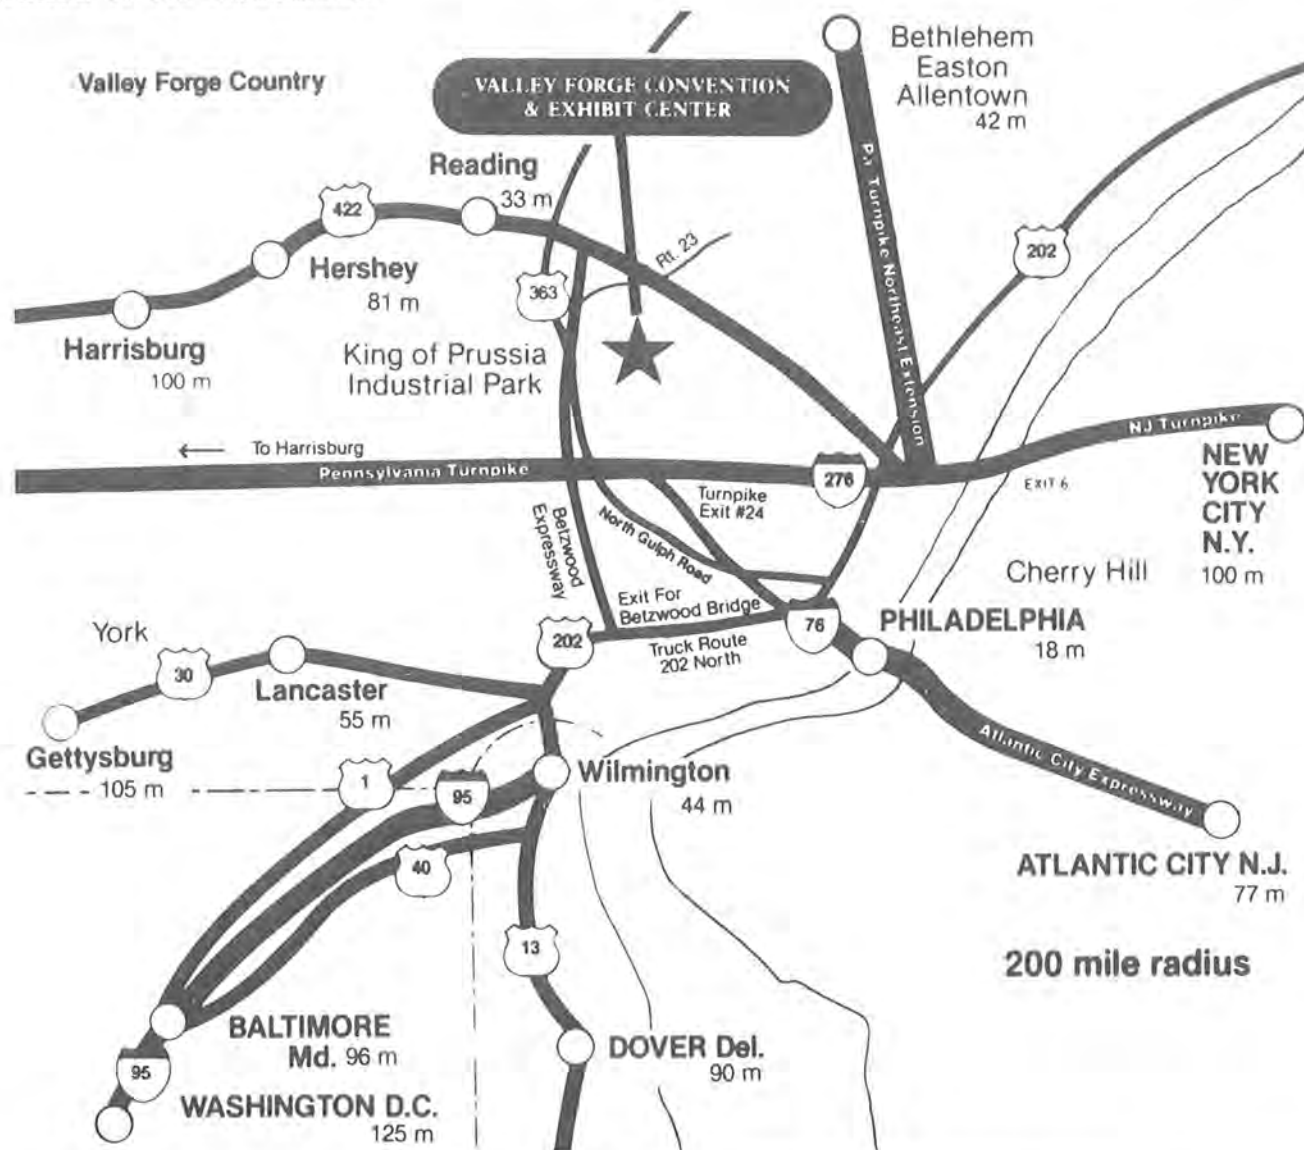 Valley Forge Country
VALLEY FORGE CONVENTION
& EXHIBIT CENTER
Bethlehem
Easton
Allentown
42 m
Reading
33 m
422
Hershey
81 m
Harrisburg
100 m
363
Rt. 23
Pa. Turnpike Northeast Extension
202
King of Prussia
Industrial Park
To Harrisburg
Pennsylvania Turnpike
276
NJ Turnpike
EXIT 6
NEW
YORK
CITY
N.Y.
100 m
Turnpike
Exit #24
Betzwood
Expressway
North Gulph Road
Cherry Hill
Exit For
Betzwood Bridge
76
PHILADELPHIA
18 m
202
Truck Route
202 North
York
30
Lancaster
55 m
Gettysburg
105 m
1
95
Wilmington
44 m
Atlantic City Expressway
40
ATLANTIC CITY N.J.
77 m
13
200 mile radius
BALTIMORE
Md. 96 m
DOVER Del.
90 m
95
WASHINGTON D.C.
125 m